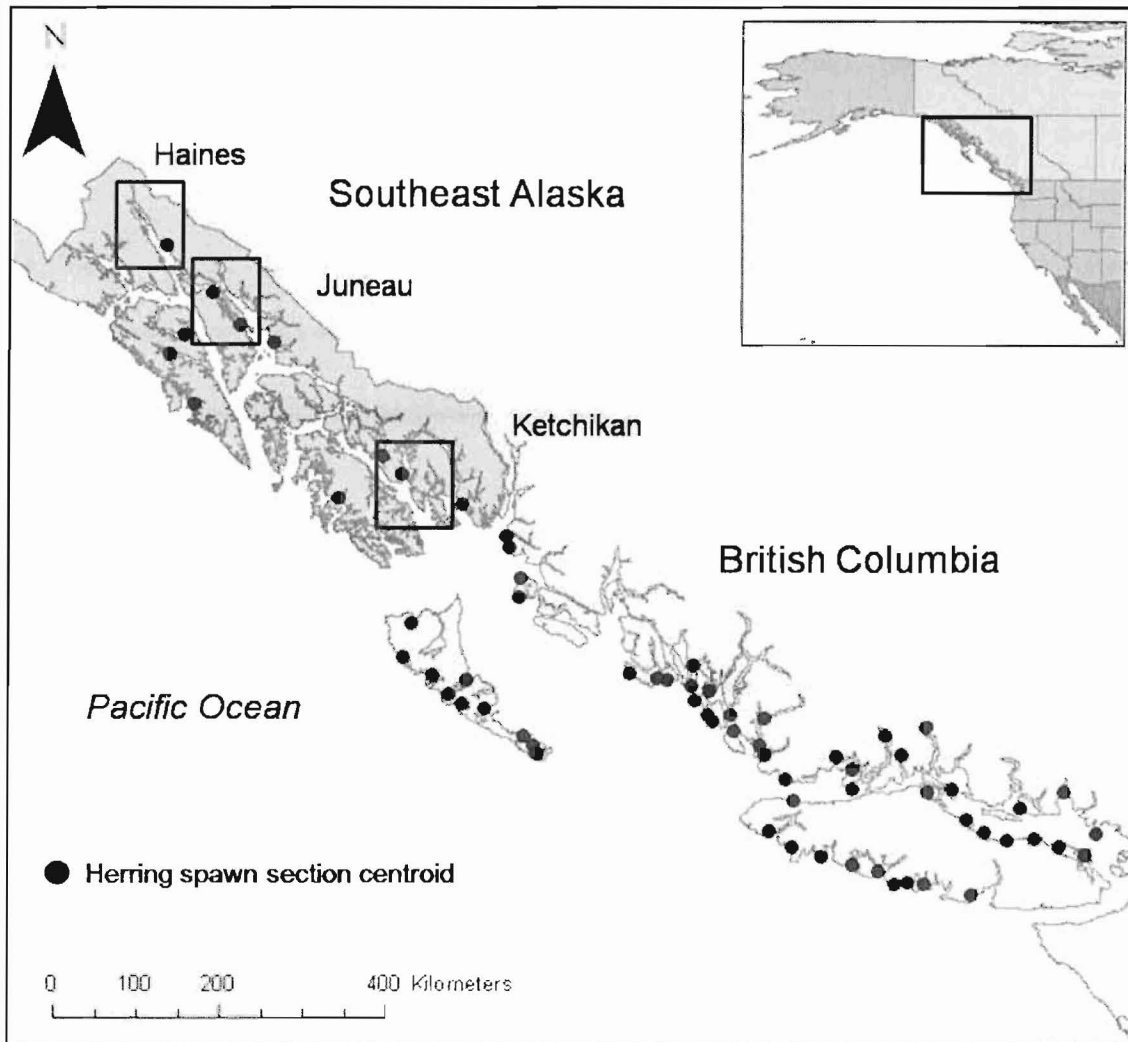 N
Haines
Southeast Alaska
Juneau
Ketchikan
British Columbia
Pacific Ocean
Herring spawn section centroid
0 100 200 400 Kilometers